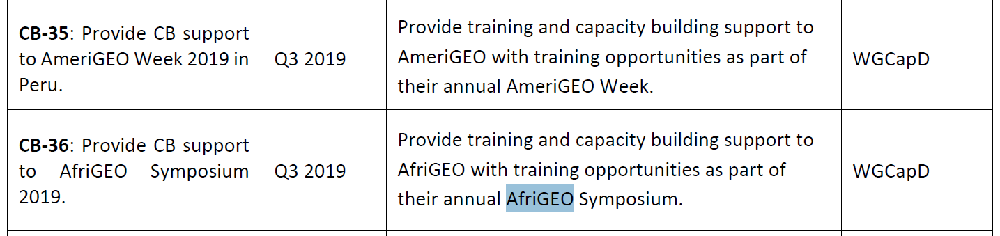 CB-35: Provide CB support
to AmeriGEO Week 2019 in
Peru.
Q3 2019
Provide training and capacity building support to
AmeriGEO with training opportunities as part of
their annual AmeriGEO Week.
WGCapD
CB-36: Provide CB support
to AfriGEO Symposium
2019.
Q3 2019
Provide training and capacity building support to
AfriGEO with training opportunities as part of
their annual AfriGEO Symposium.
WGCapD